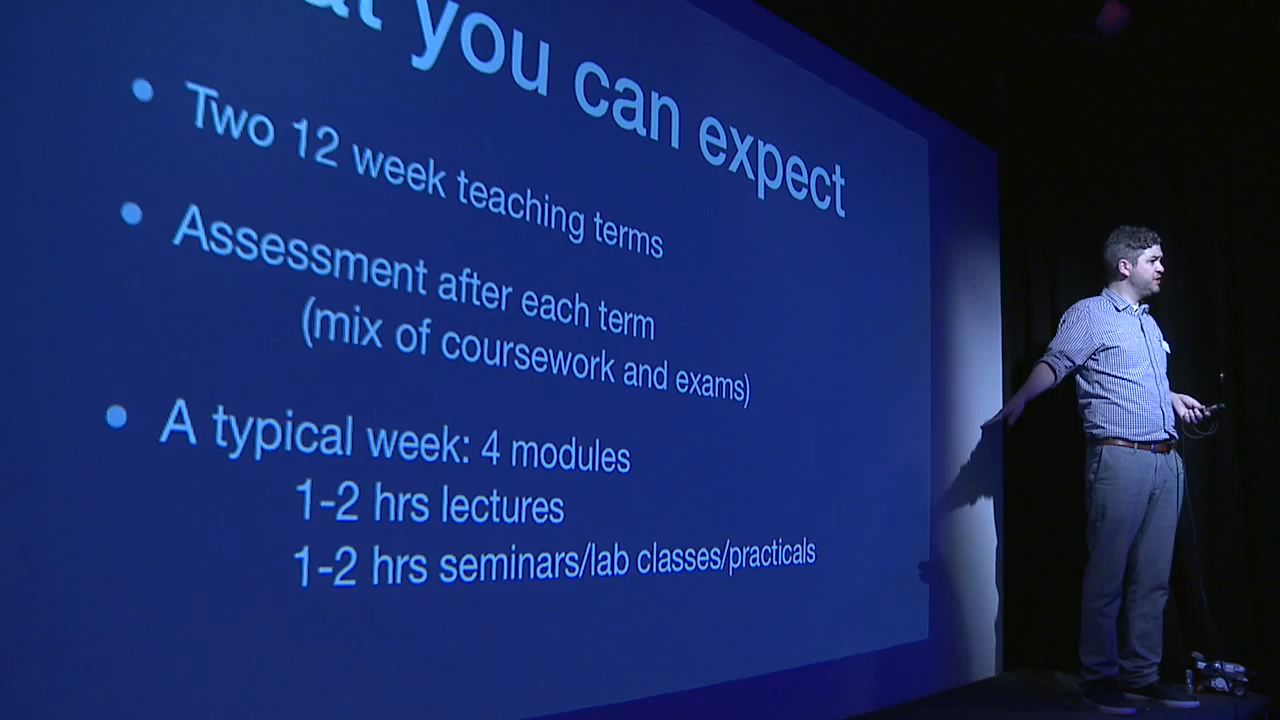 you can expect
• Two 12 week teaching terms
• Assessment after each term
(mix of coursework and exams)
• A typical week: 4 modules
1-2 hrs lectures
1-2 hrs seminars/lab classes/practicals